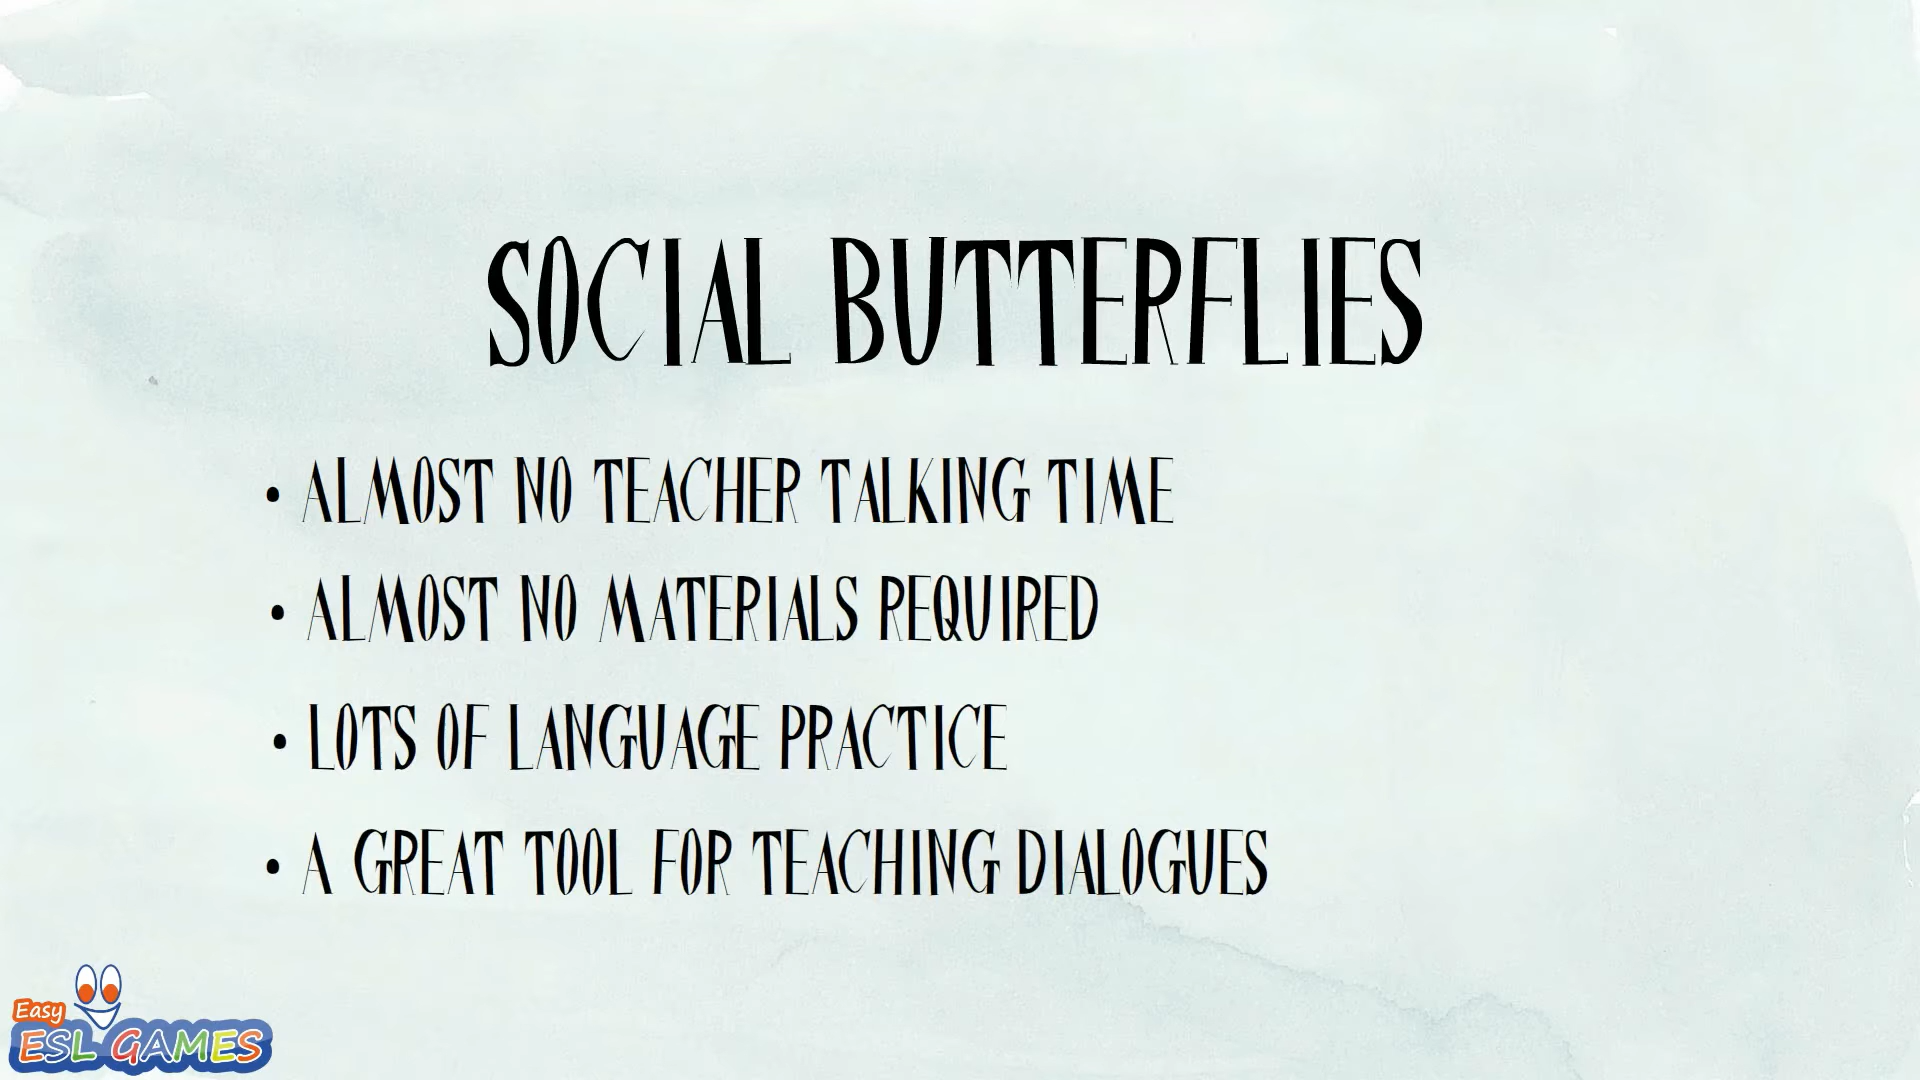 SOCIAL BUTTERFLIES
• ALMOST NO TEACHER TALKING TIME
• ALMOST NO MATERIALS REQUIRED
• LOTS OF LANGUAGE PRACTICE
• A GREAT TOOL FOR TEACHING DIALOGUES
Easy
ESL GAMES